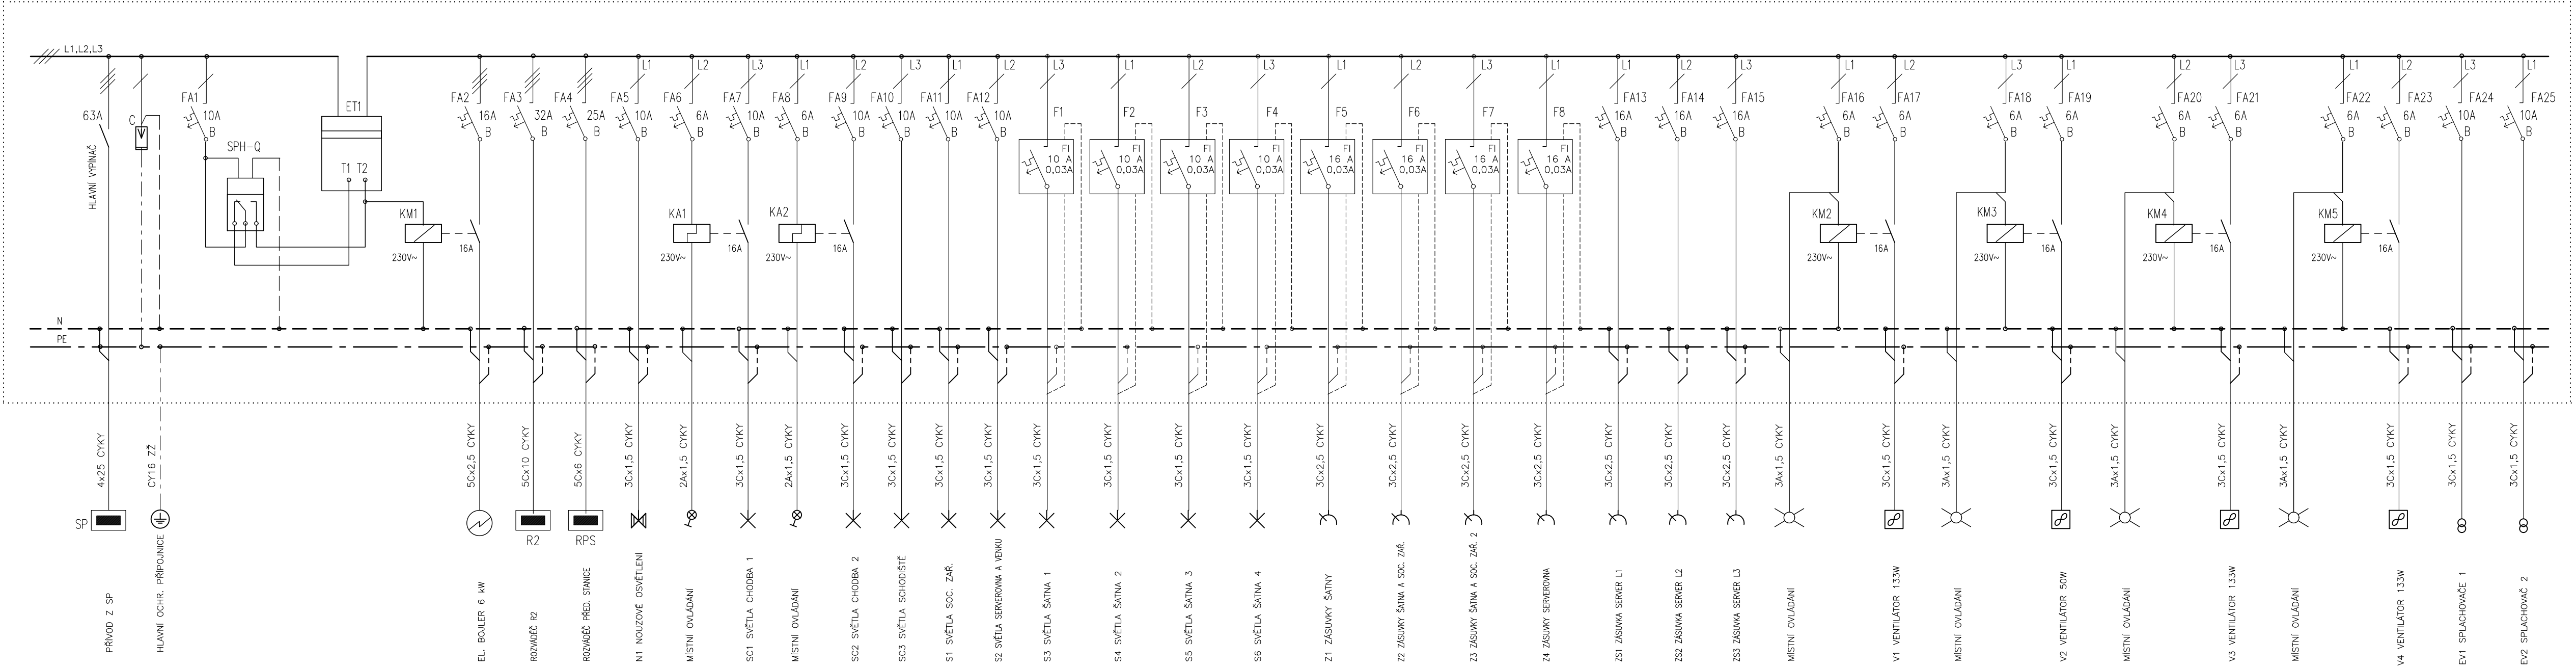 L1,L2,L3
63A
HLAVNÍ VYPÍNAČ
C
FA1
10A
B
SPH-Q
ET1
T1 T2
KM1
230V~
FA2
16A
B
16A
FA3
32A
B
FA4
25A
B
L1
FA5
10A
B
L2
FA6
6A
B
KA1
230V~
L3
FA7
10A
B
16A
L1
FA8
6A
B
KA2
230V~
L2
FA9
10A
B
16A
L3
FA10
10A
B
L1
FA11
10A
B
L2
FA12
10A
B
L3
F1
FI
10 A
0,03A
L1
F2
FI
10 A
0,03A
L2
F3
FI
10 A
0,03A
L3
F4
FI
10 A
0,03A
L1
F5
FI
16 A
0,03A
L2
F6
FI
16 A
0,03A
L3
F7
FI
16 A
0,03A
L1
F8
FI
16 A
0,03A
L1
FA13
16A
B
L2
FA14
16A
B
L3
FA15
16A
B
L1
FA16
6A
B
KM2
230V~
L2
FA17
6A
B
16A
L3
FA18
6A
B
KM3
230V~
L1
FA19
6A
B
16A
L2
FA20
6A
B
KM4
230V~
L3
FA21
6A
B
16A
L1
FA22
6A
B
KM5
230V~
L2
FA23
6A
B
16A
L3
FA24
10A
B
L1
FA25
10A
B
N
PE
4x25 CYKY
CY16 ZŽ
5Cx2,5 CYKY
5Cx10 CYKY
5Cx6 CYKY
3Cx1,5 CYKY
2Ax1,5 CYKY
3Cx1,5 CYKY
2Ax1,5 CYKY
3Cx1,5 CYKY
3Cx1,5 CYKY
3Cx1,5 CYKY
3Cx1,5 CYKY
3Cx1,5 CYKY
3Cx1,5 CYKY
3Cx1,5 CYKY
3Cx1,5 CYKY
3Cx2,5 CYKY
3Cx2,5 CYKY
3Cx2,5 CYKY
3Cx2,5 CYKY
3Cx2,5 CYKY
3Cx2,5 CYKY
3Cx2,5 CYKY
3Ax1,5 CYKY
3Cx1,5 CYKY
3Ax1,5 CYKY
3Cx1,5 CYKY
3Ax1,5 CYKY
3Cx1,5 CYKY
3Ax1,5 CYKY
3Cx1,5 CYKY
3Cx1,5 CYKY
3Cx1,5 CYKY
SP
R2
RPS
PŘÍVOD Z SP
HLAVNÍ OCHR. PŘÍPOJNICE
EL. BOJLER 6 kW
ROZVÁDĚČ R2
ROZVÁDĚČ PŘED. STANICE
N1 NOUZOVÉ OSVĚTLENÍ
MÍSTNÍ OVLÁDÁNÍ
SC1 SVĚTLA CHODBA 1
MÍSTNÍ OVLÁDÁNÍ
SC2 SVĚTLA CHODBA 2
SC3 SVĚTLA SCHODIŠTĚ
S1 SVĚTLA SOC. ZAŘ.
S2 SVĚTLA SERVEROVNA A VENKU
S3 SVĚTLA ŠATNA 1
S4 SVĚTLA ŠATNA 2
S5 SVĚTLA ŠATNA 3
S6 SVĚTLA ŠATNA 4
Z1 ZÁSUVKY ŠATNY
Z2 ZÁSUVKY ŠATNA A SOC. ZAŘ.
Z3 ZÁSUVKY ŠATNA A SOC. ZAŘ. 2
Z4 ZÁSUVKY SERVEROVNA
ZS1 ZÁSUVKA SERVER L1
ZS2 ZÁSUVKA SERVER L2
ZS3 ZÁSUVKA SERVER L3
MÍSTNÍ OVLÁDÁNÍ
V1 VENTILÁTOR 133W
MÍSTNÍ OVLÁDÁNÍ
V2 VENTILÁTOR 50W
MÍSTNÍ OVLÁDÁNÍ
V3 VENTILÁTOR 133W
MÍSTNÍ OVLÁDÁNÍ
V4 VENTILÁTOR 133W
EV1 SPLACHOVAČE 1
EV2 SPLACHOVAČ 2